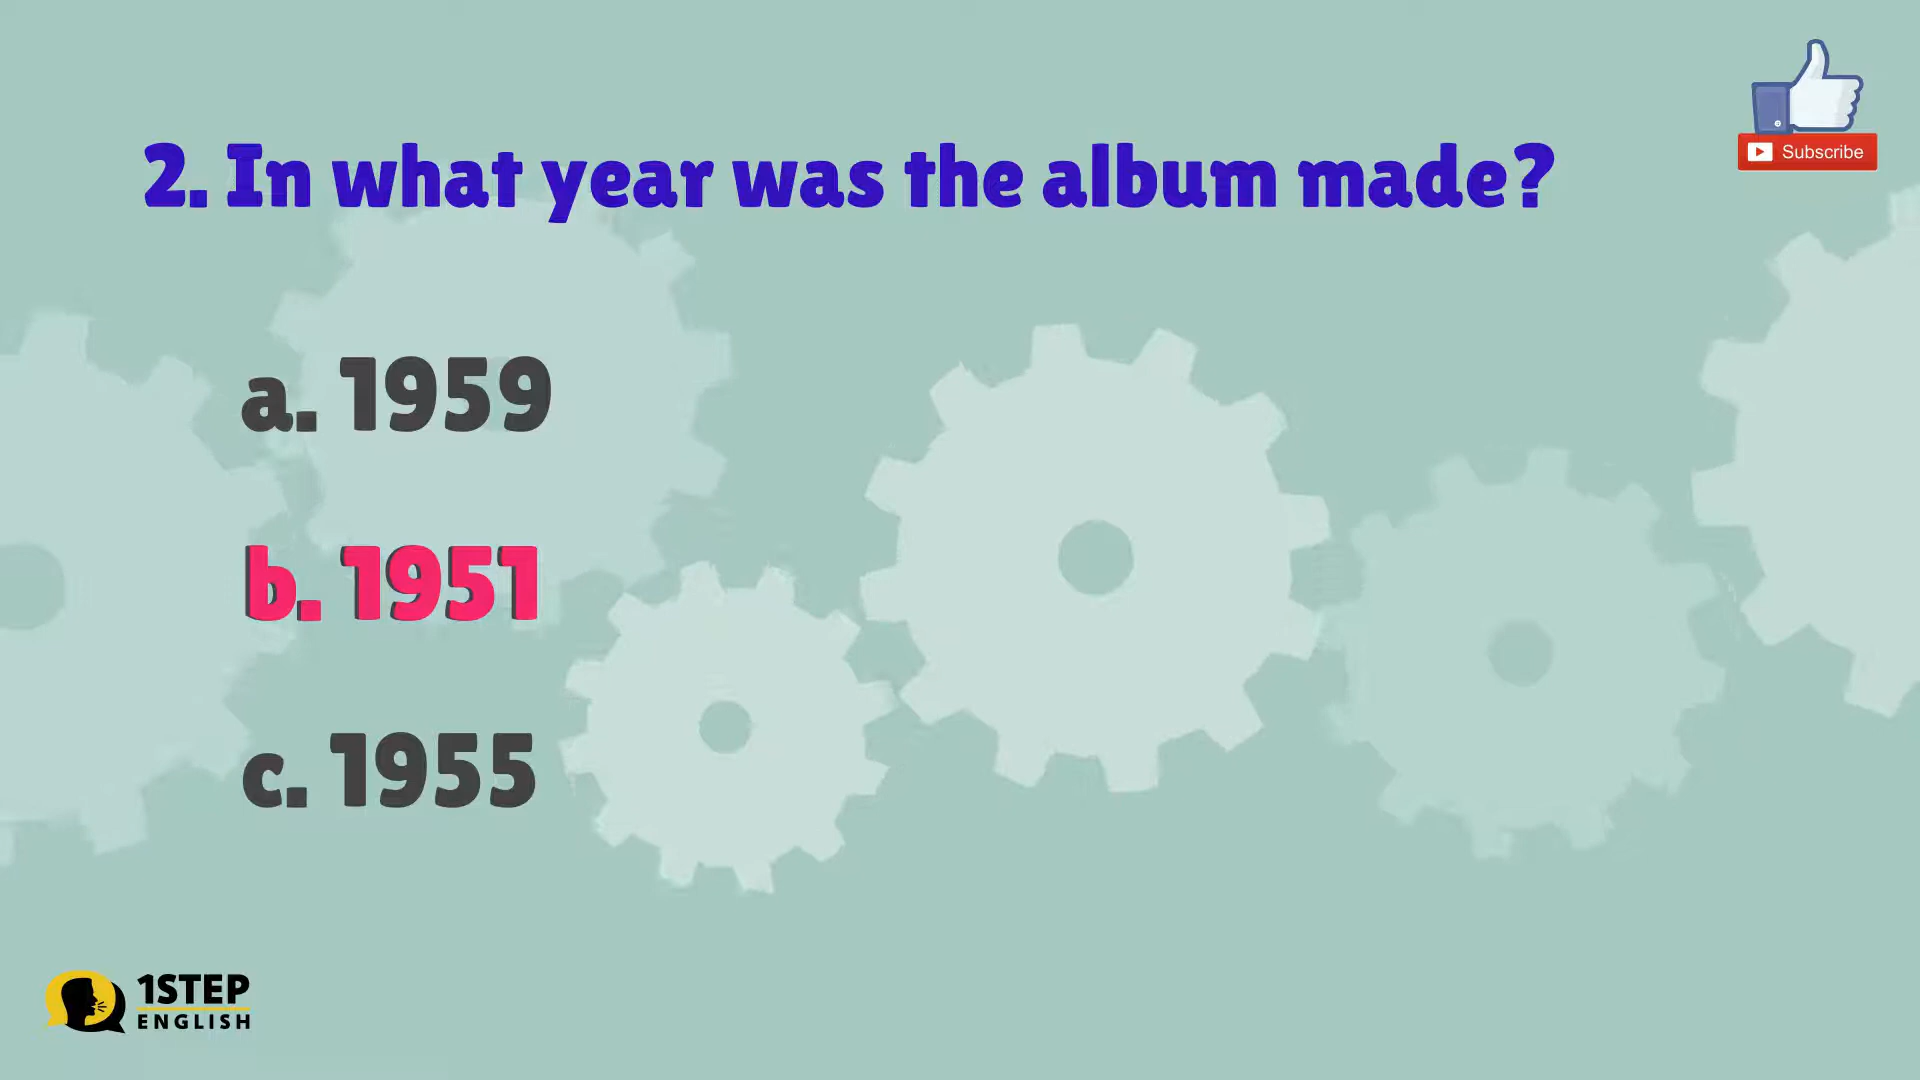 Subscribe
2. In what year was the album made?
a. 1959
b. 1951
c. 1955
1STEP
ENGLISH